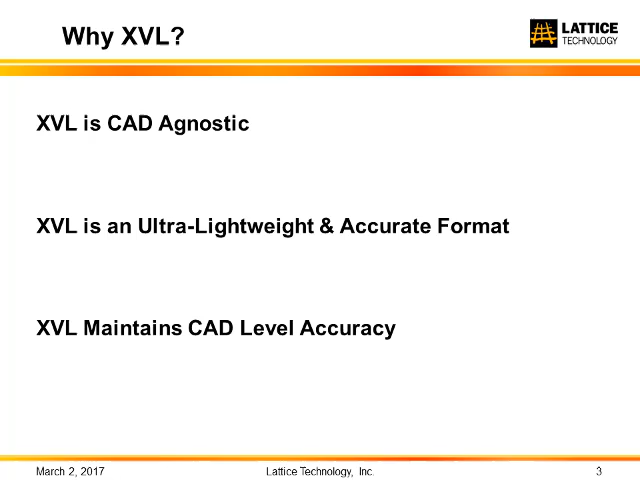 Why XVL?
LATTICE
TECHNOLOGY
XVL is CAD Agnostic
XVL is an Ultra-Lightweight & Accurate Format
XVL Maintains CAD Level Accuracy
March 2, 2017
Lattice Technology, Inc.
3